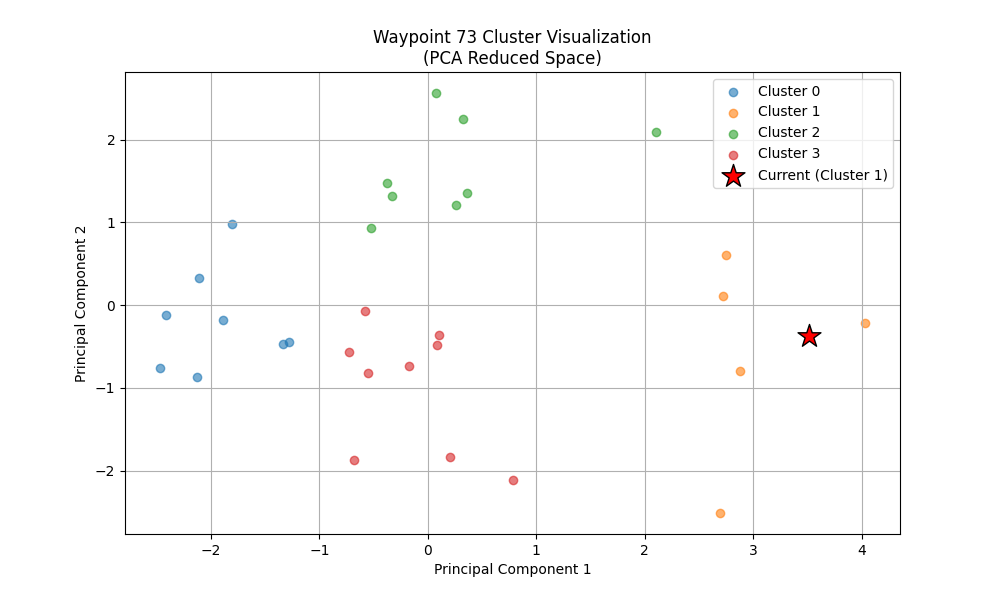 Waypoint 73 Cluster Visualization
(PCA Reduced Space)
Cluster 0
Cluster 1
Cluster 2
Cluster 3
Current (Cluster 1)
Principal Component 2
2
1
0
−1
−2
−2
−1
0
1
2
3
4
Principal Component 1